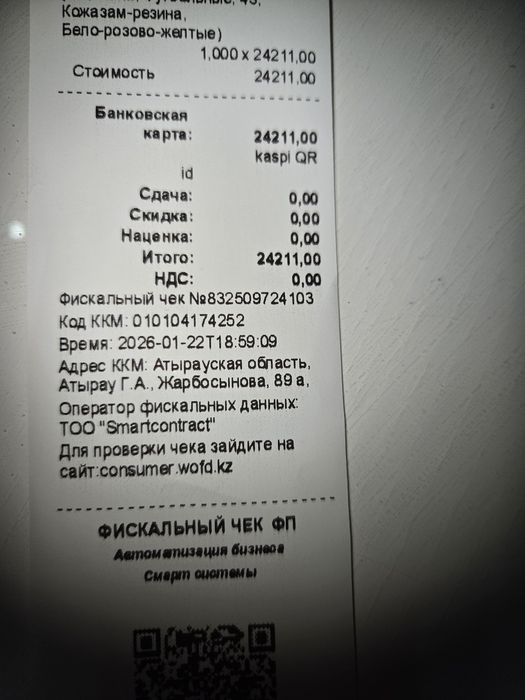 Кожазам-резина,
Бело-розово-желтые)
1,000 x 24211,00
Стоимость 24211,00
Банковская
карта: 24211,00
kaspi QR
id
Сдача: 0,00
Скидка: 0,00
Наценка: 0,00
Итого: 24211,00
НДС: 0,00
Фискальный чек №832509724103
Код ККМ: 010104174252
Время: 2026-01-22T18:59:09
Адрес ККМ: Атырауская область,
Атырау Г.А., Жарбосынова, 89 а,
Оператор фискальных данных:
ТОО "Smartcontract"
Для проверки чека зайдите на
сайт:consumer.wofd.kz
ФИСКАЛЬНЫЙ ЧЕК ФП
Автоматизация бизнеса
Смарт системы